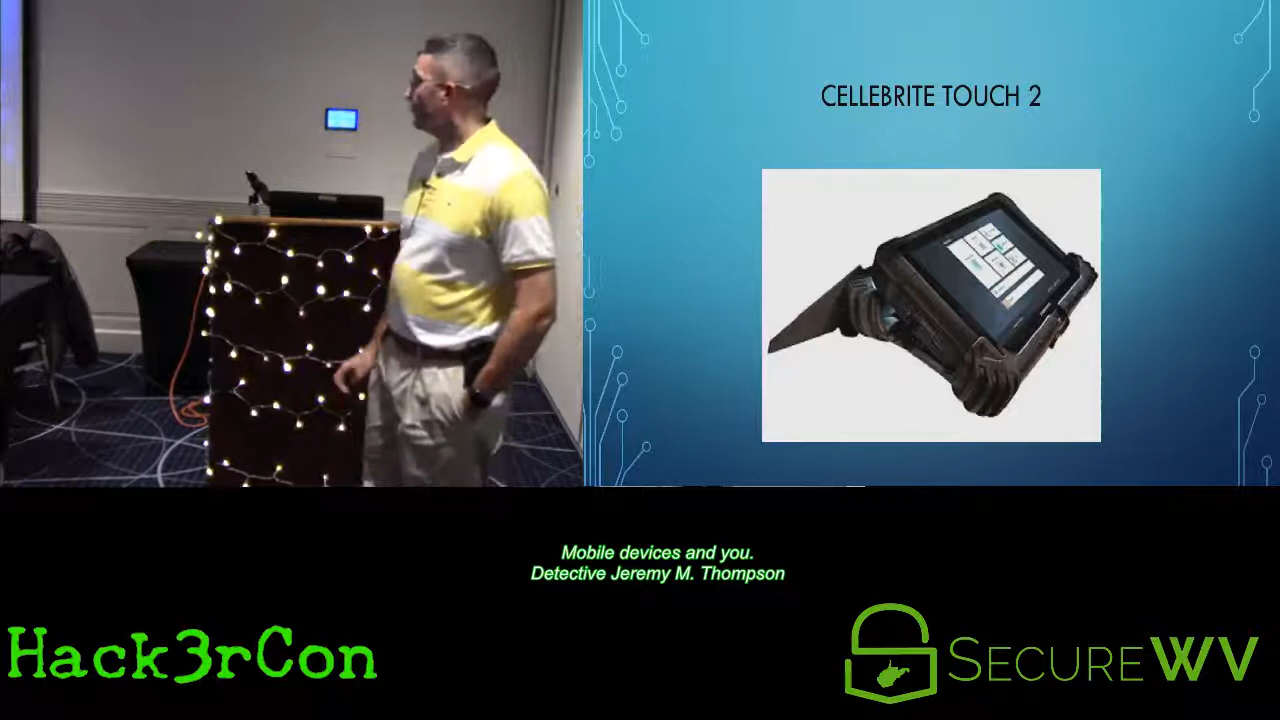 CELLEBRITE TOUCH 2
Mobile devices and you.
Detective Jeremy M. Thompson
Hack3rCon
SECUREWV